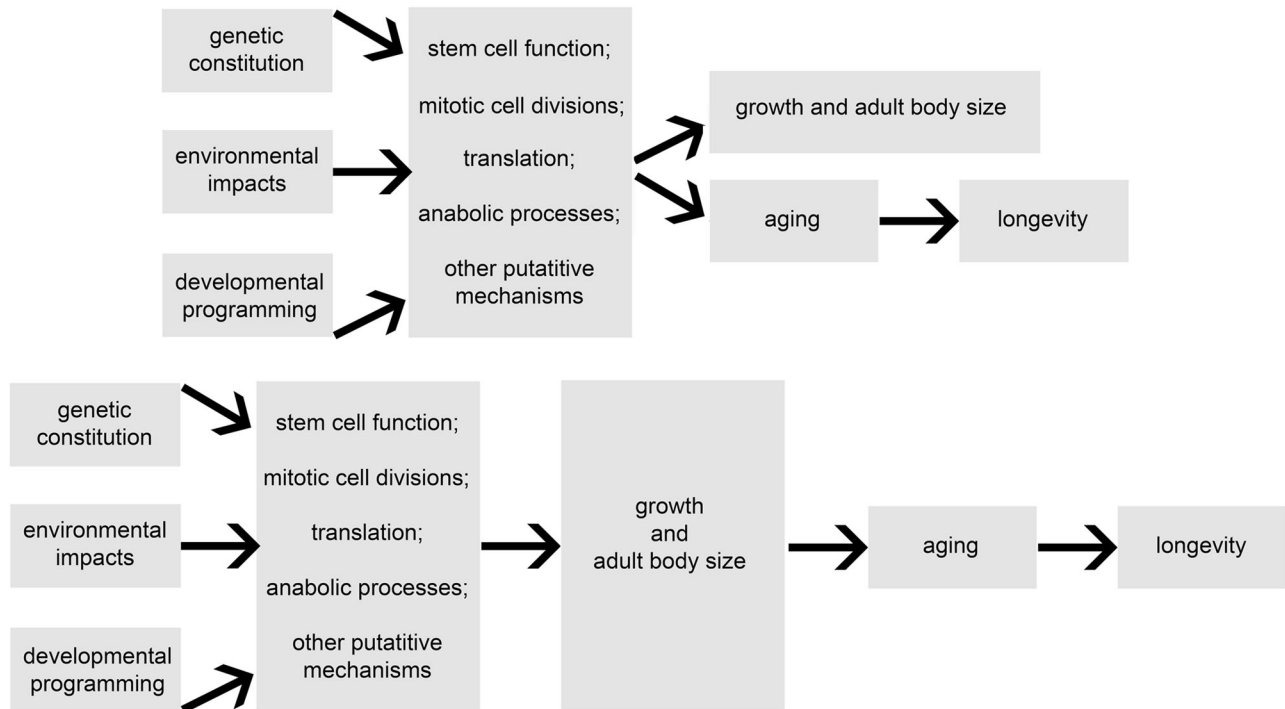 genetic
constitution
environmental
impacts
developmental
programming
stem cell function;
mitotic cell divisions;
translation;
anabolic processes;
other putatitive
mechanisms
growth and adult body size
aging
longevity
genetic
constitution
environmental
impacts
developmental
programming
stem cell function;
mitotic cell divisions;
translation;
anabolic processes;
other putatitive
mechanisms
growth
and
adult body size
aging
longevity